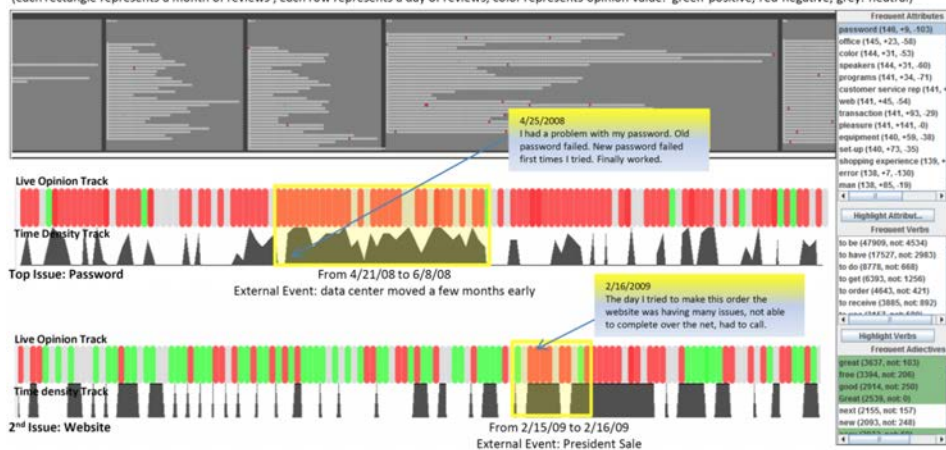 (each rectangle represents a month of reviews , each row represents a day of reviews, color represents opinion value: green-positive, red-negative, grey: neutral)
Frequent Attributes
password (146, +9, -103)
office (145, +23, -58)
color (144, +31, -53)
speakers (144, +31, -60)
programs (141, +34, -71)
customer service rep (141, +
web (141, +45, -54)
transaction (141, +93, -29)
pleasure (141, +141, -0)
equipment (140, +59, -38)
set-up (140, +73, -35)
shopping experience (139, +
error (138, +7, -130)
man (138, +85, -19)
Highlight Attribut...
Frequent Verbs
to be (47909, not: 4534)
to have (17527, not: 2983)
to do (8778, not: 668)
to get (6393, not: 1256)
to order (4643, not: 421)
to receive (3885, not: 892)
Highlight Verbs
Frequent Adjectives
great (3637, not: 103)
free (3394, not: 206)
good (2914, not: 250)
Great (2539, not: 0)
next (2155, not: 157)
new (2093, not: 248)
4/25/2008
I had a problem with my password. Old
password failed. New password failed
first times I tried. Finally worked.
Live Opinion Track
Time Density Track
Top Issue: Password
From 4/21/08 to 6/8/08
External Event: data center moved a few months early
2/16/2009
The day I tried to make this order the
website was having many issues, not able
to complete over the net, had to call.
Live Opinion Track
Time density Track
2nd Issue: Website
From 2/15/09 to 2/16/09
External Event: President Sale